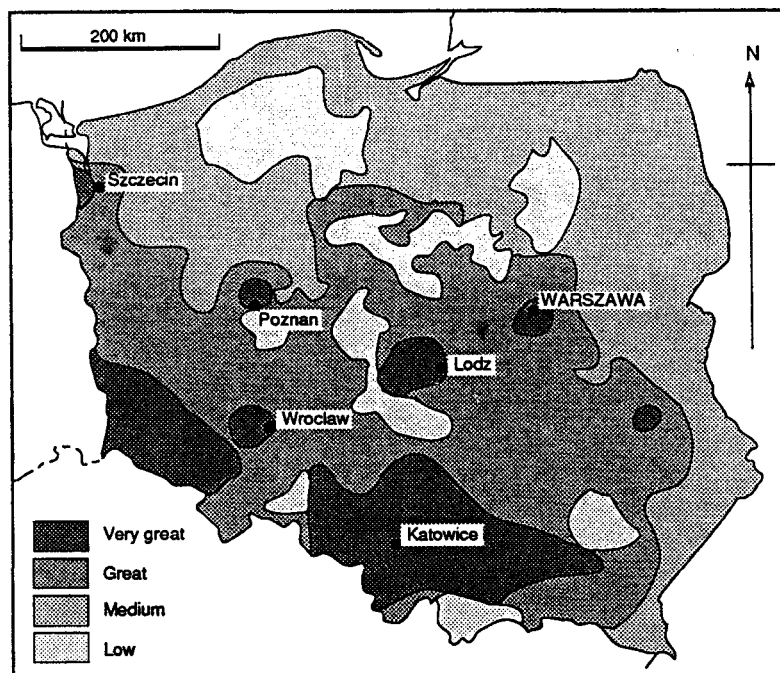 200 km
N
Szczecin
WARSZAWA
Poznan
Lodz
Wroclaw
Katowice
Very great
Great
Medium
Low